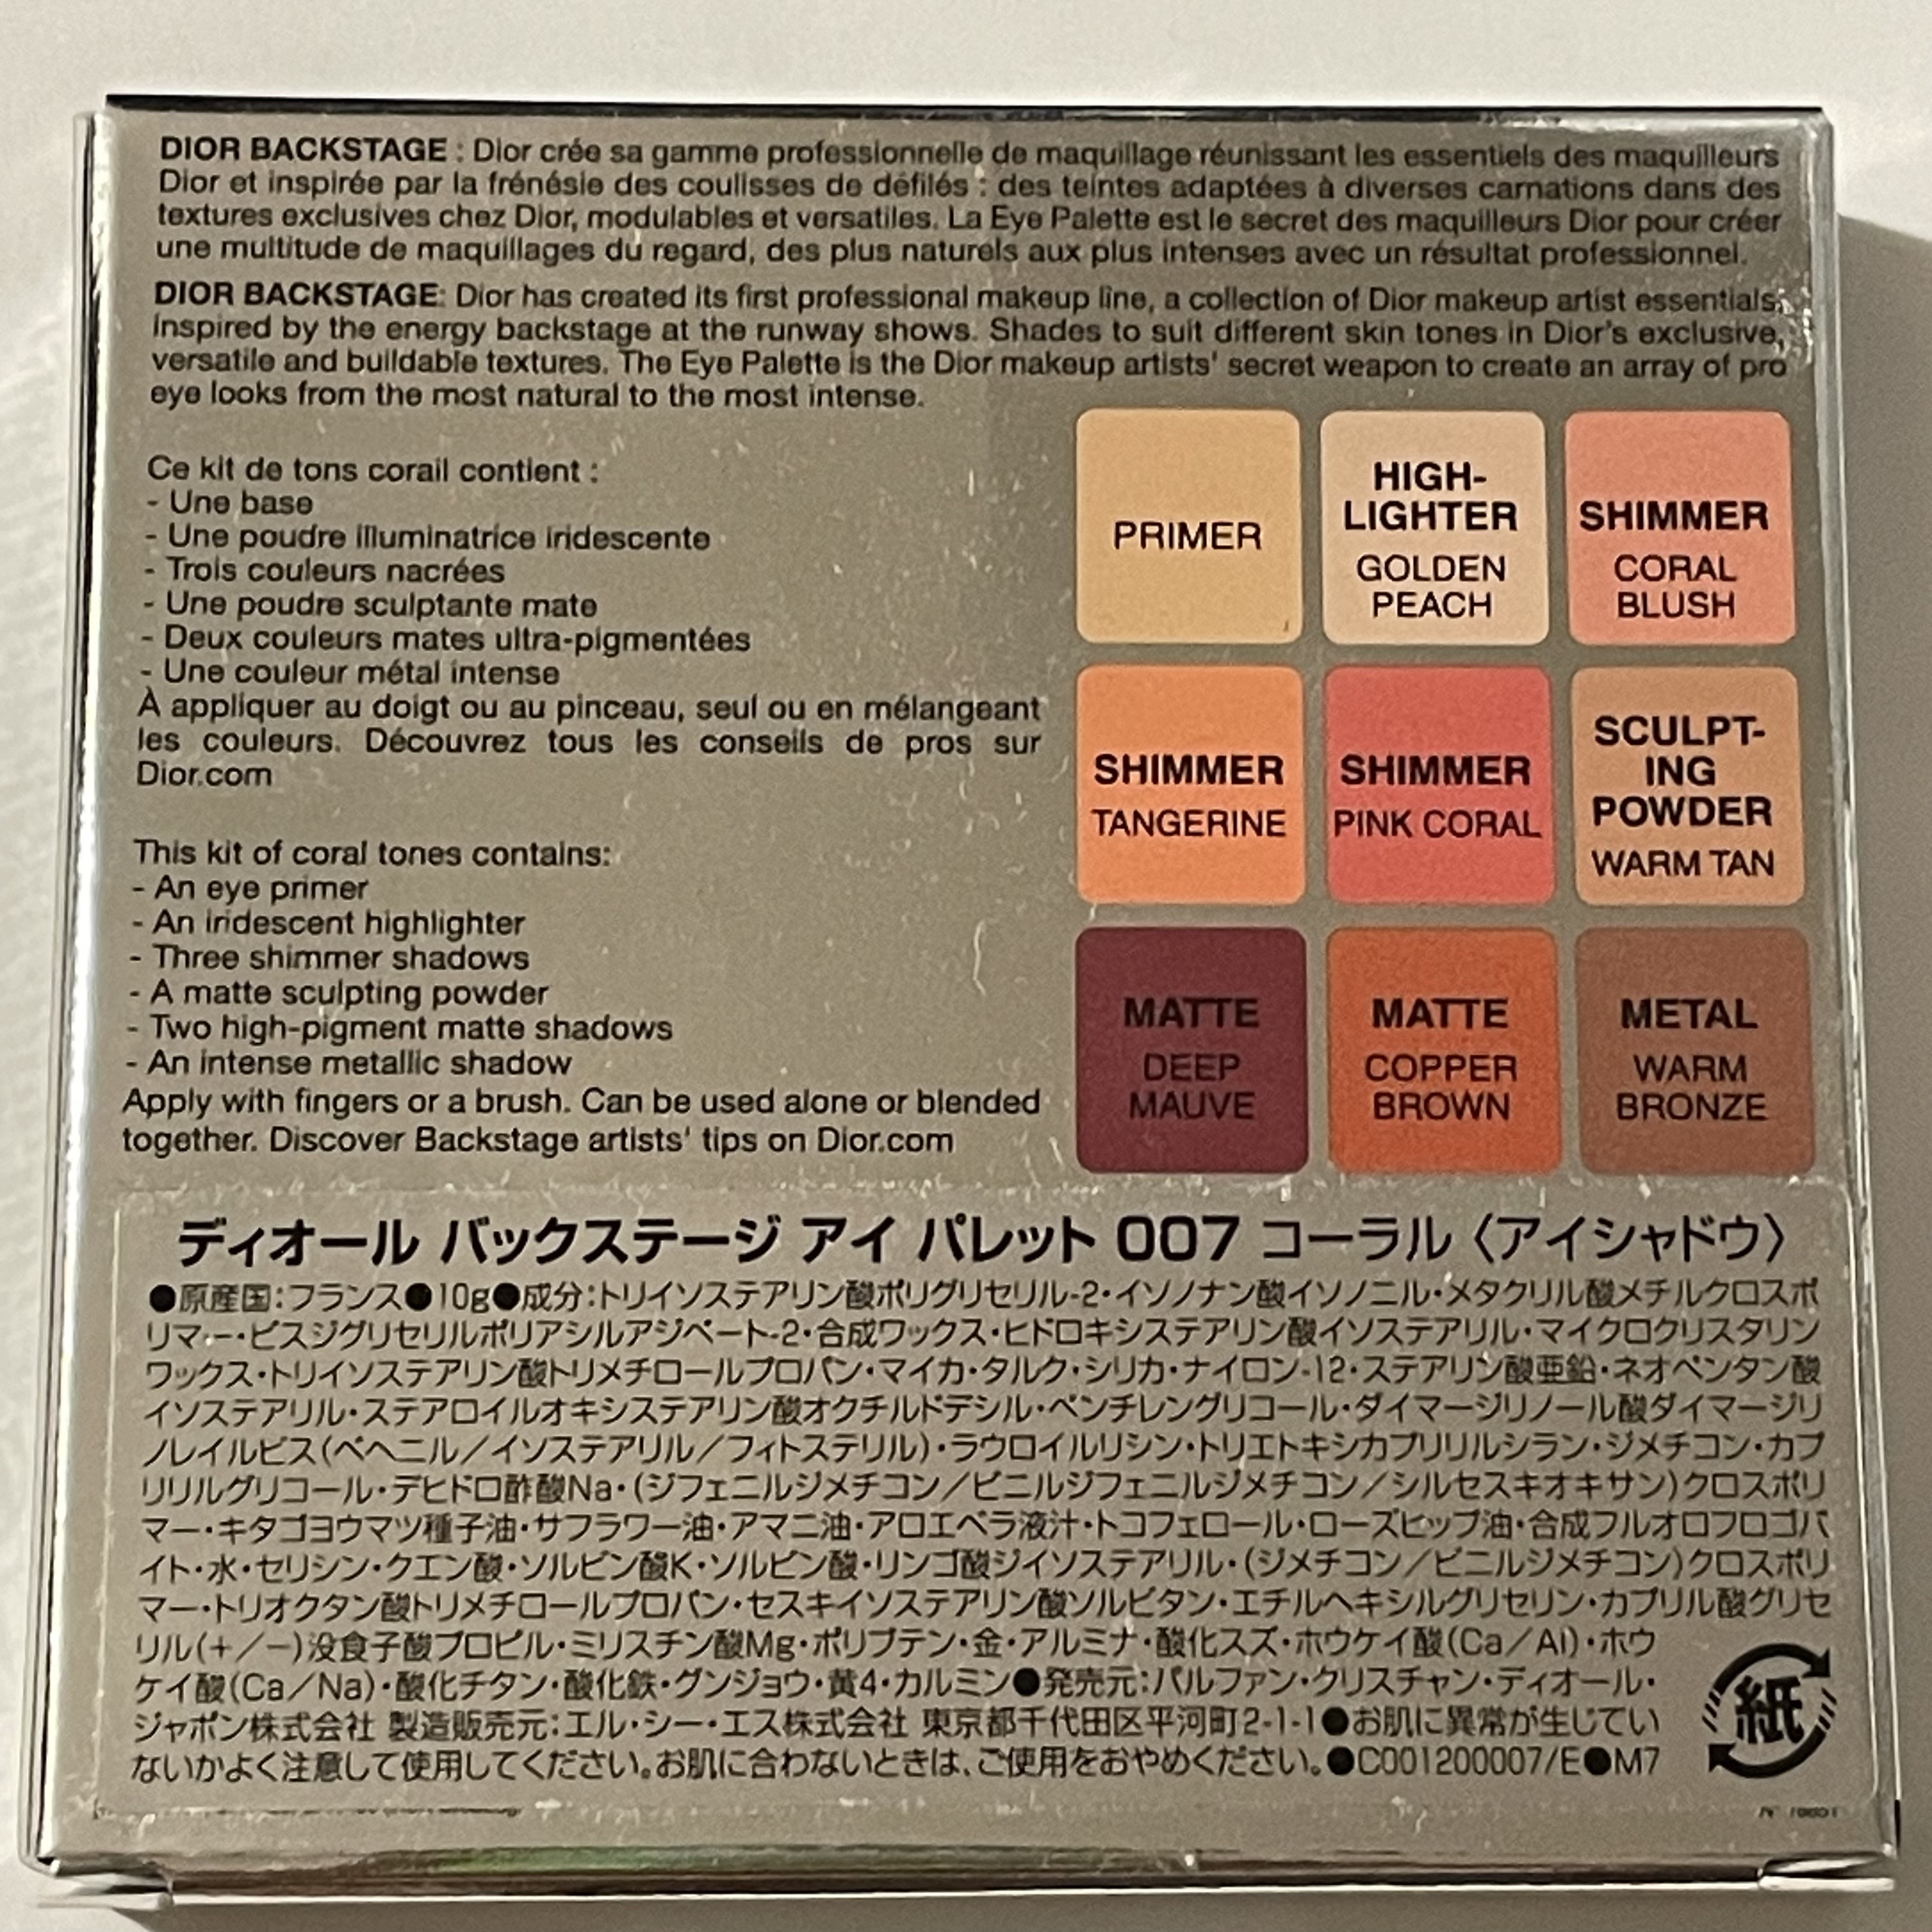 DIOR BACKSTAGE : Dior crée sa gamme professionnelle de maquillage réunissant les essentiels des maquilleurs
Dior et inspirée par la frénésie des coulisses de défilés : des teintes adaptées à diverses carnations dans des
textures exclusives chez Dior, modulables et versatiles. La Eye Palette est le secret des maquilleurs Dior pour créer
une multitude de maquillages du regard, des plus naturels aux plus intenses avec un résultat professionnel.
DIOR BACKSTAGE: Dior has created its first professional makeup line, a collection of Dior makeup artist essentials,
inspired by the energy backstage at the runway shows. Shades to suit different skin tones in Dior's exclusive,
versatile and buildable textures. The Eye Palette is the Dior makeup artists' secret weapon to create an array of pro
eye looks from the most natural to the most intense.
Ce kit de tons corail contient :
- Une base
- Une poudre illuminatrice iridescente
- Trois couleurs nacrées
- Une poudre sculptante mate
- Deux couleurs mates ultra-pigmentées
- Une couleur métal intense
À appliquer au doigt ou au pinceau, seul ou en mélangeant
les couleurs. Découvrez tous les conseils de pros sur
Dior.com
This kit of coral tones contains:
- An eye primer
- An iridescent highlighter
- Three shimmer shadows
- A matte sculpting powder
- Two high-pigment matte shadows
- An intense metallic shadow
Apply with fingers or a brush. Can be used alone or blended
together. Discover Backstage artists' tips on Dior.com
PRIMER
HIGH-
LIGHTER
GOLDEN
PEACH
SHIMMER
CORAL
BLUSH
SHIMMER
TANGERINE
SHIMMER
PINK CORAL
SCULPT-
ING
POWDER
WARM TAN
MATTE
DEEP
MAUVE
MATTE
COPPER
BROWN
METAL
WARM
BRONZE
ディオール バックステージ アイ パレット 007 コーラル〈アイシャドウ〉
●原産国:フランス●10g●成分:トリイソステアリン酸ポリグリセリル-2・イソノナン酸イソノニル・メタクリル酸メチルクロスポ
リマー・ビスジグリセリルポリアシルアジペート-2・合成ワックス・ヒドロキシステアリン酸イソステアリル・マイクロクリスタリン
ワックス・トリイソステアリン酸トリメチロールプロパン・マイカ・タルク・シリカ・ナイロン-12・ステアリン酸亜鉛・ネオペンタン酸
イソステアリル・ステアロイルオキシステアリン酸オクチルドデシル・ペンチレングリコール・ダイマージリノール酸ダイマージリ
ノレイルビス(ベヘニル/イソステアリル/フィトステリル)・ラウロイルリシン・トリエトキシカプリリルシラン・ジメチコン・カプ
リリルグリコール・デヒドロ酢酸Na・(ジフェニルジメチコン/ビニルジフェニルジメチコン/シルセスキオキサン)クロスポリ
マー・キダチヨウマツ種子油・サフラワー油・アマニ油・アロエベラ液汁・トコフェロール・ローズヒップ油・合成フルオロフロゴパ
イト・水・セリシン・クエン酸・ソルビン酸K・ソルビン酸・リンゴ酸ジイソステアリル・(ジメチコン/ビニルジメチコン)クロスポリ
マー・トリオクタン酸トリメチロールプロパン・セスキイソステアリン酸ソルビタン・エチルヘキシルグリセリン・カプリル酸グリセ
リル(+/-)没食子酸プロピル・ミリスチン酸Mg・ポリブテン・金・アルミナ・酸化スズ・ホウケイ酸(Ca/Al)・ホウ
ケイ酸(Ca/Na)・酸化チタン・酸化鉄・グンジョウ・黄4・カルミン●発売元:パルファン・クリスチャン・ディオール・
ジャポン株式会社 製造販売元:エル・シー・エス株式会社 東京都千代田区平河町2-1-1●お肌に異常が生じてい
ないかよく注意して使用してください。お肌に合わないときは、ご使用をおやめください。●C001200007/E●M7
紙